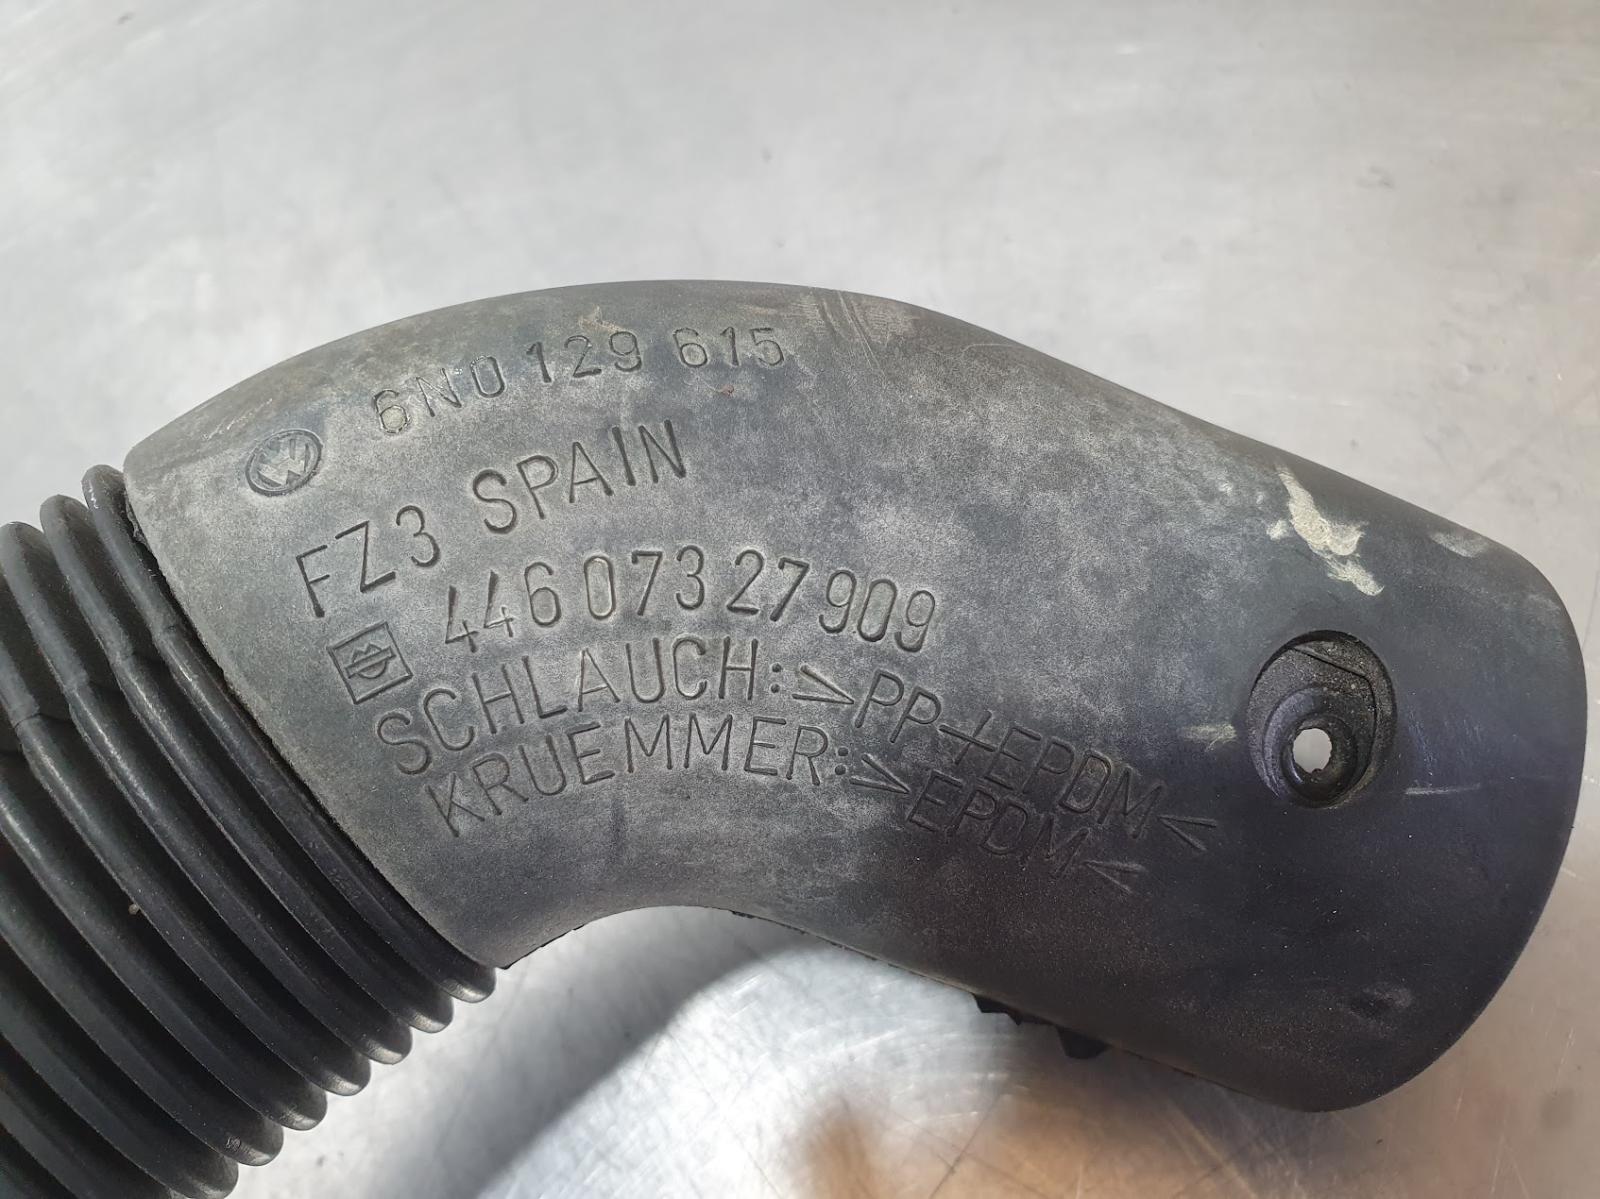 6N0 129 615
FZ3 SPAIN
446 073 27 909
SCHLAUCH: >PP+EPDM<
KRUEMMER: >EPDM<